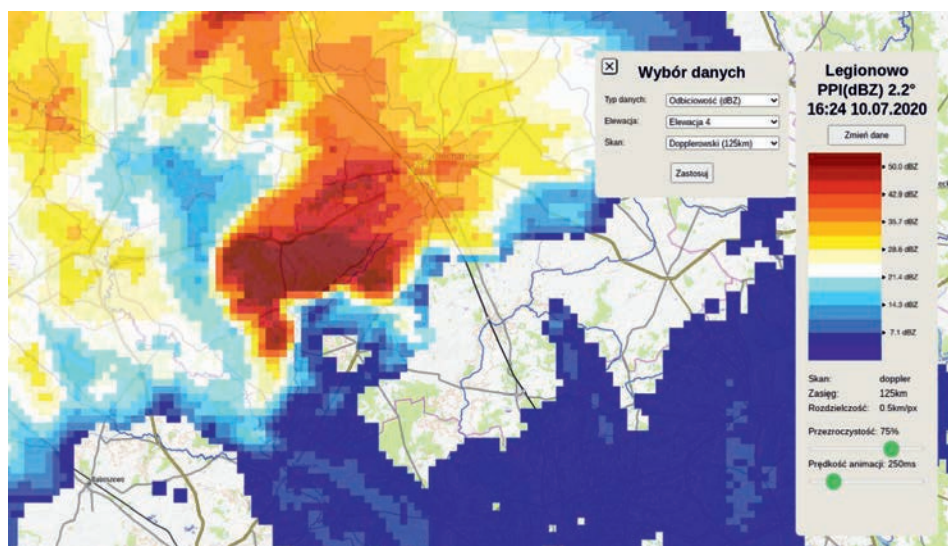 Wybór danych
Typ danych: Odbiciowość (dBZ)
Elewacja: Elewacja 4
Skan: Dopplerowski (125km)
Zastosuj
Legionowo
PPI(dBZ) 2.2°
16:24 10.07.2020
Zmień dane
50.0 dBZ
42.9 dBZ
35.7 dBZ
28.6 dBZ
21.4 dBZ
14.3 dBZ
7.1 dBZ
Skan: doppler
Zasięg: 125km
Rozdzielczość: 0.5km/px
Przezroczystość: 75%
Prędkość animacji: 250ms